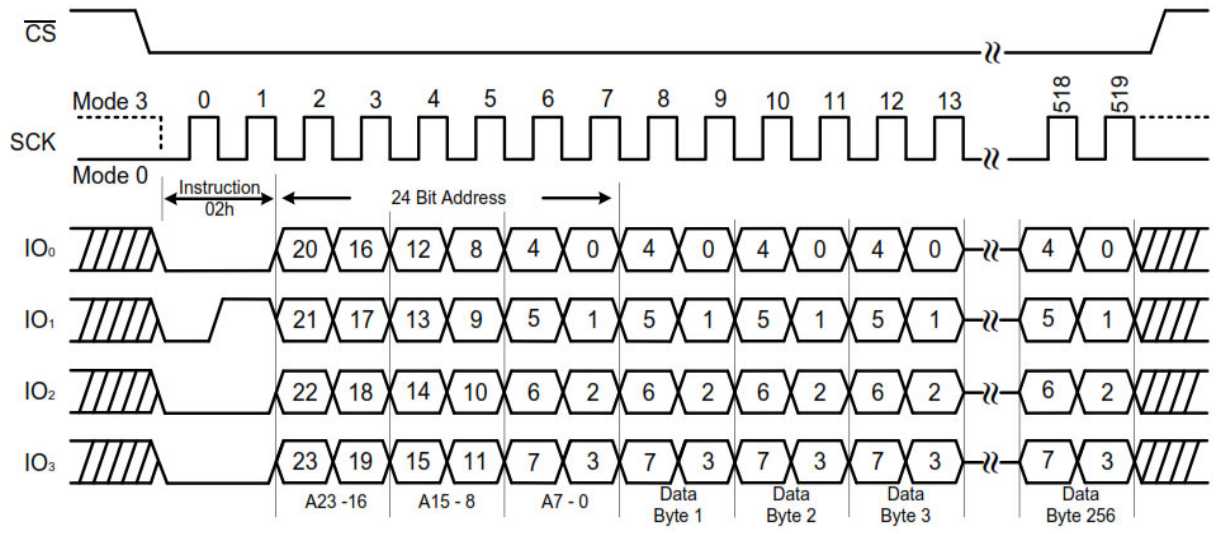 CS
Mode 3 0 1 2 3 4 5 6 7 8 9 10 11 12 13 518 519
SCK
Mode 0
Instruction
02h
24 Bit Address
IO₀ 20 16 12 8 4 0 4 0 4 0 4 0 4 0
IO₁ 21 17 13 9 5 1 5 1 5 1 5 1 5 1
IO₂ 22 18 14 10 6 2 6 2 6 2 6 2 6 2
IO₃ 23 19 15 11 7 3 7 3 7 3 7 3 7 3
A23 -16 A15 - 8 A7 - 0 Data Data Data Data
Byte 1 Byte 2 Byte 3 Byte 256